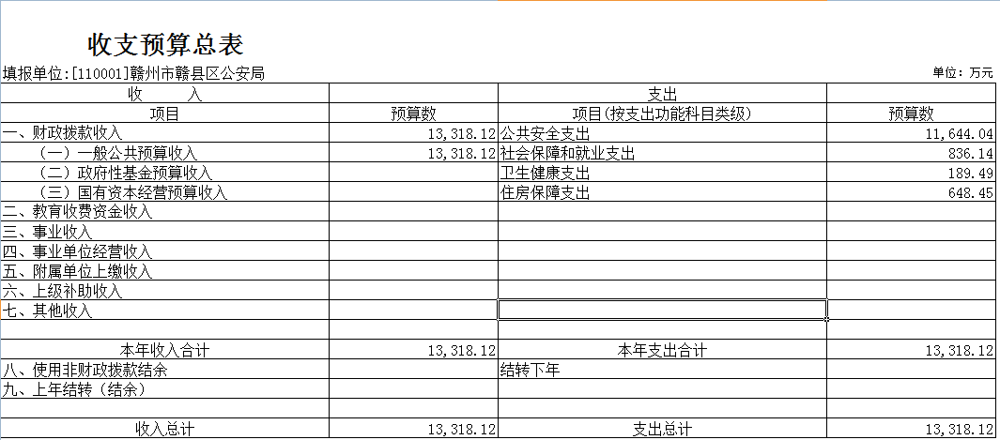 收支预算总表
填报单位:[110001]赣州市赣县区公安局 单位：万元
收 入 支出
项目 预算数 项目(按支出功能科目类级) 预算数
一、财政拨款收入 13,318.12 公共安全支出 11,644.04
（一）一般公共预算收入 13,318.12 社会保障和就业支出 836.14
（二）政府性基金预算收入 卫生健康支出 189.49
（三）国有资本经营预算收入 住房保障支出 648.45
二、教育收费资金收入
三、事业收入
四、事业单位经营收入
五、附属单位上缴收入
六、上级补助收入
七、其他收入
本年收入合计 13,318.12 本年支出合计 13,318.12
八、使用非财政拨款结余 结转下年
九、上年结转（结余）
收入总计 13,318.12 支出总计 13,318.12